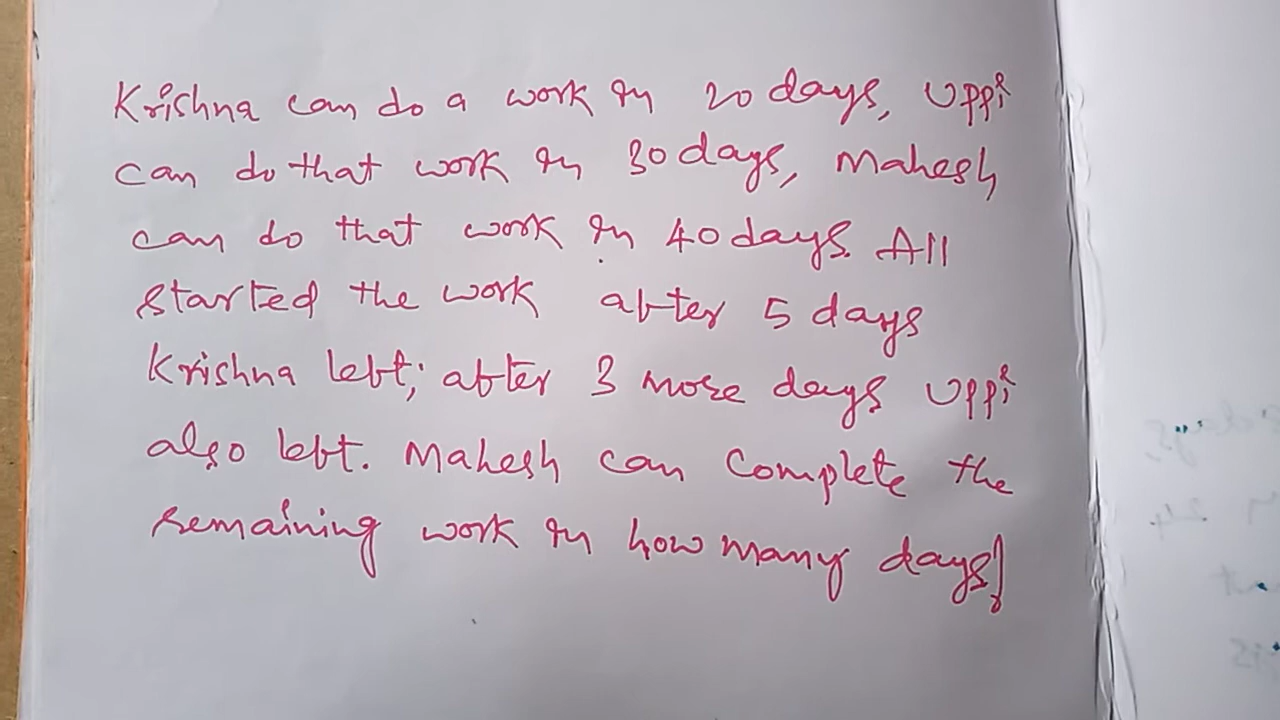 Krishna can do a work in 20 days, Uppi
can do that work in 30 days, Mahesh
can do that work in 40 days. All
started the work after 5 days
Krishna left; after 3 more days Uppi
also left. Mahesh can complete the
remaining work in how many days?